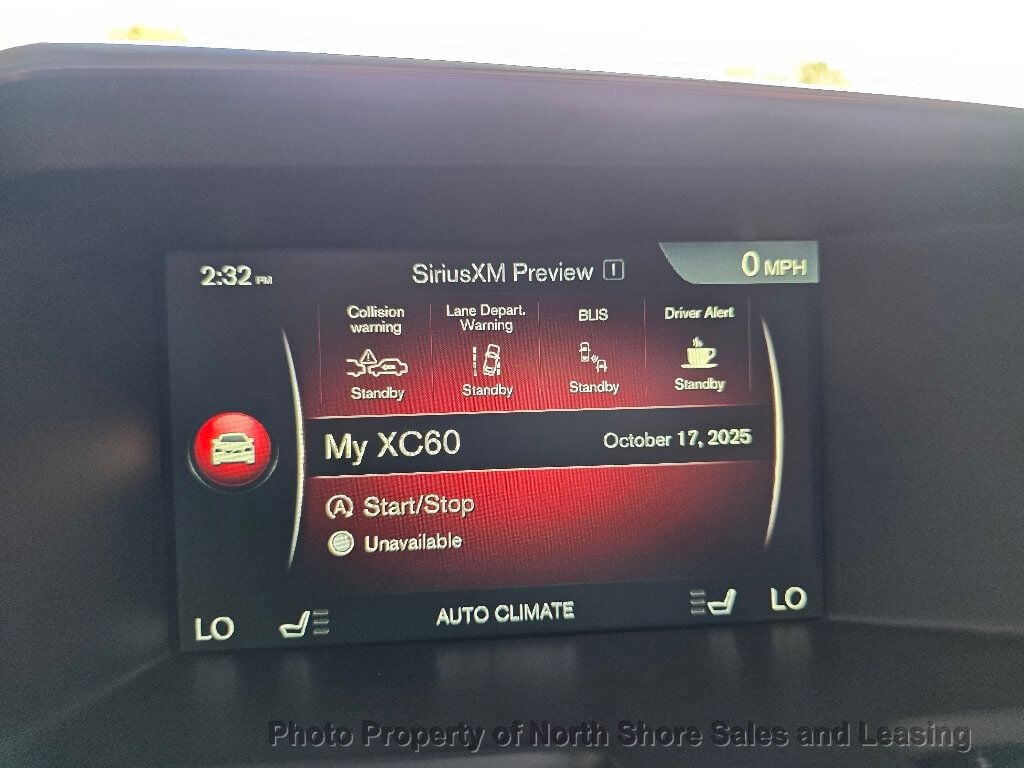 2:32 PM SiriusXM Preview 0 MPH
Collision warning Lane Depart. Warning BLIS Driver Alert
Standby Standby Standby Standby
My XC60 October 17, 2025
A Start/Stop
Unavailable
LO AUTO CLIMATE LO
Photo Property of North Shore Sales and Leasing